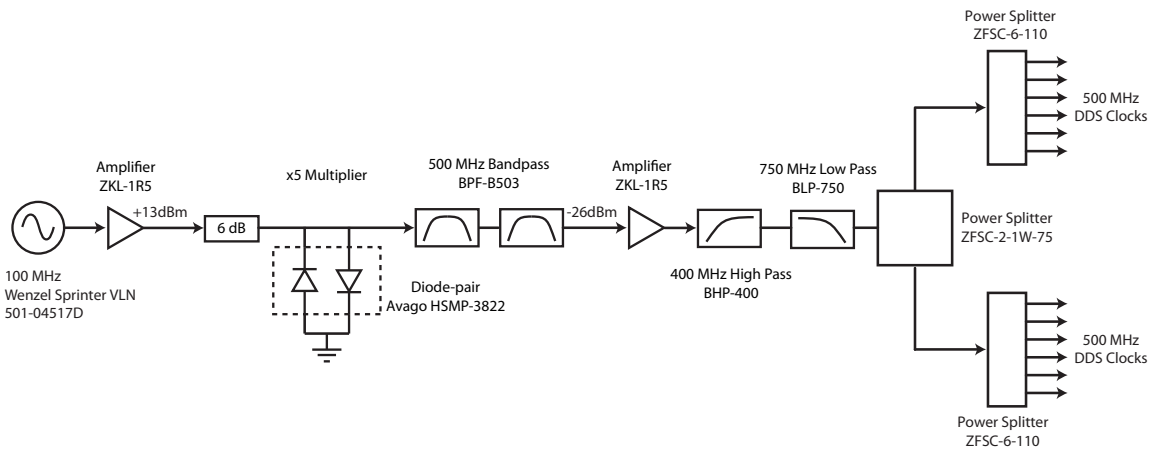 Power Splitter
ZFSC-6-110
500 MHz
DDS Clocks
Amplifier
ZKL-1R5
x5 Multiplier
500 MHz Bandpass
BPF-B503
Amplifier
ZKL-1R5
750 MHz Low Pass
BLP-750
+13dBm
-26dBm
6 dB
Power Splitter
ZFSC-2-1W-75
100 MHz
Wenzel Sprinter VLN
501-04517D
Diode-pair
Avago HSMP-3822
400 MHz High Pass
BHP-400
500 MHz
DDS Clocks
Power Splitter
ZFSC-6-110